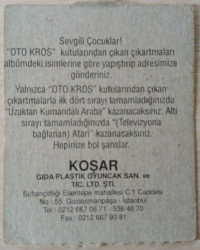 Sevgili Çocuklar!
"OTO KROS" kutularından çıkan çıkartmaları
albümdeki isimlerine göre yapıştırıp adresimize
gönderiniz.
Yalnızca "OTO KROS" kutularından çıkan
çıkartmalarla ilk dört sırayı tamamladığınızda
"Uzaktan Kumandalı Araba" kazanacaksınız. Altı
sırayı tamamladığınızda "(Televizyona
bağlanan) Atari" kazanacaksınız.
Hepinize bol şanslar.
KOŞAR
GIDA PLASTİK OYUNCAK SAN. ve
TİC. LTD. ŞTİ.
Sultançiftliği Esentepe mahallesi C.1 Caddesi
No : 55 Gaziosmanpaşa - İstanbul
Tel : 0212 667 06 71 - 536 46 70
Fax : 0212 667 90 81